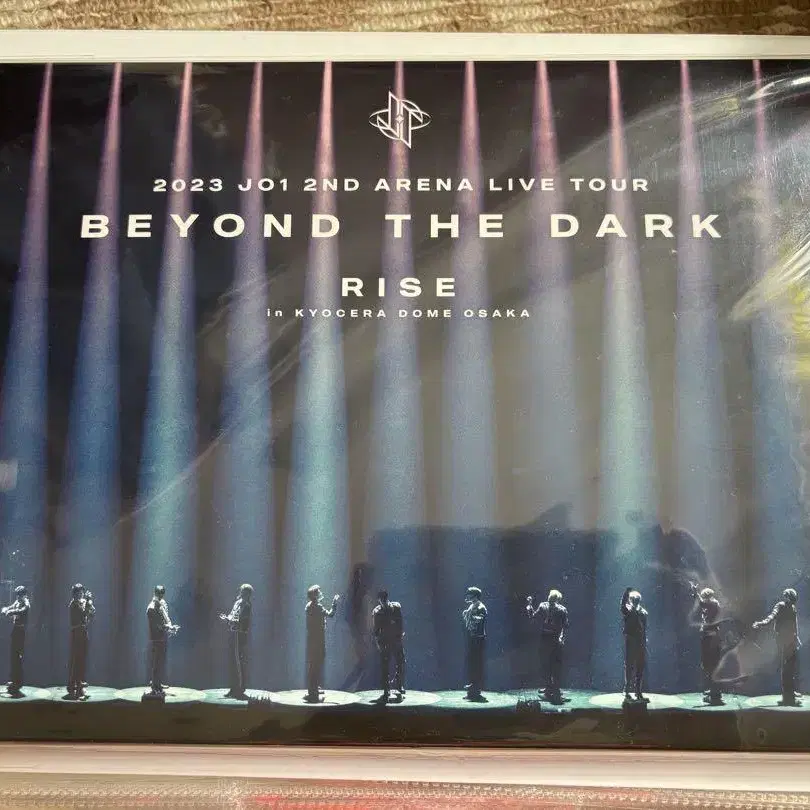 2023 JO1 2ND ARENA LIVE TOUR
BEYOND THE DARK
RISE
in KYOCERA DOME OSAKA